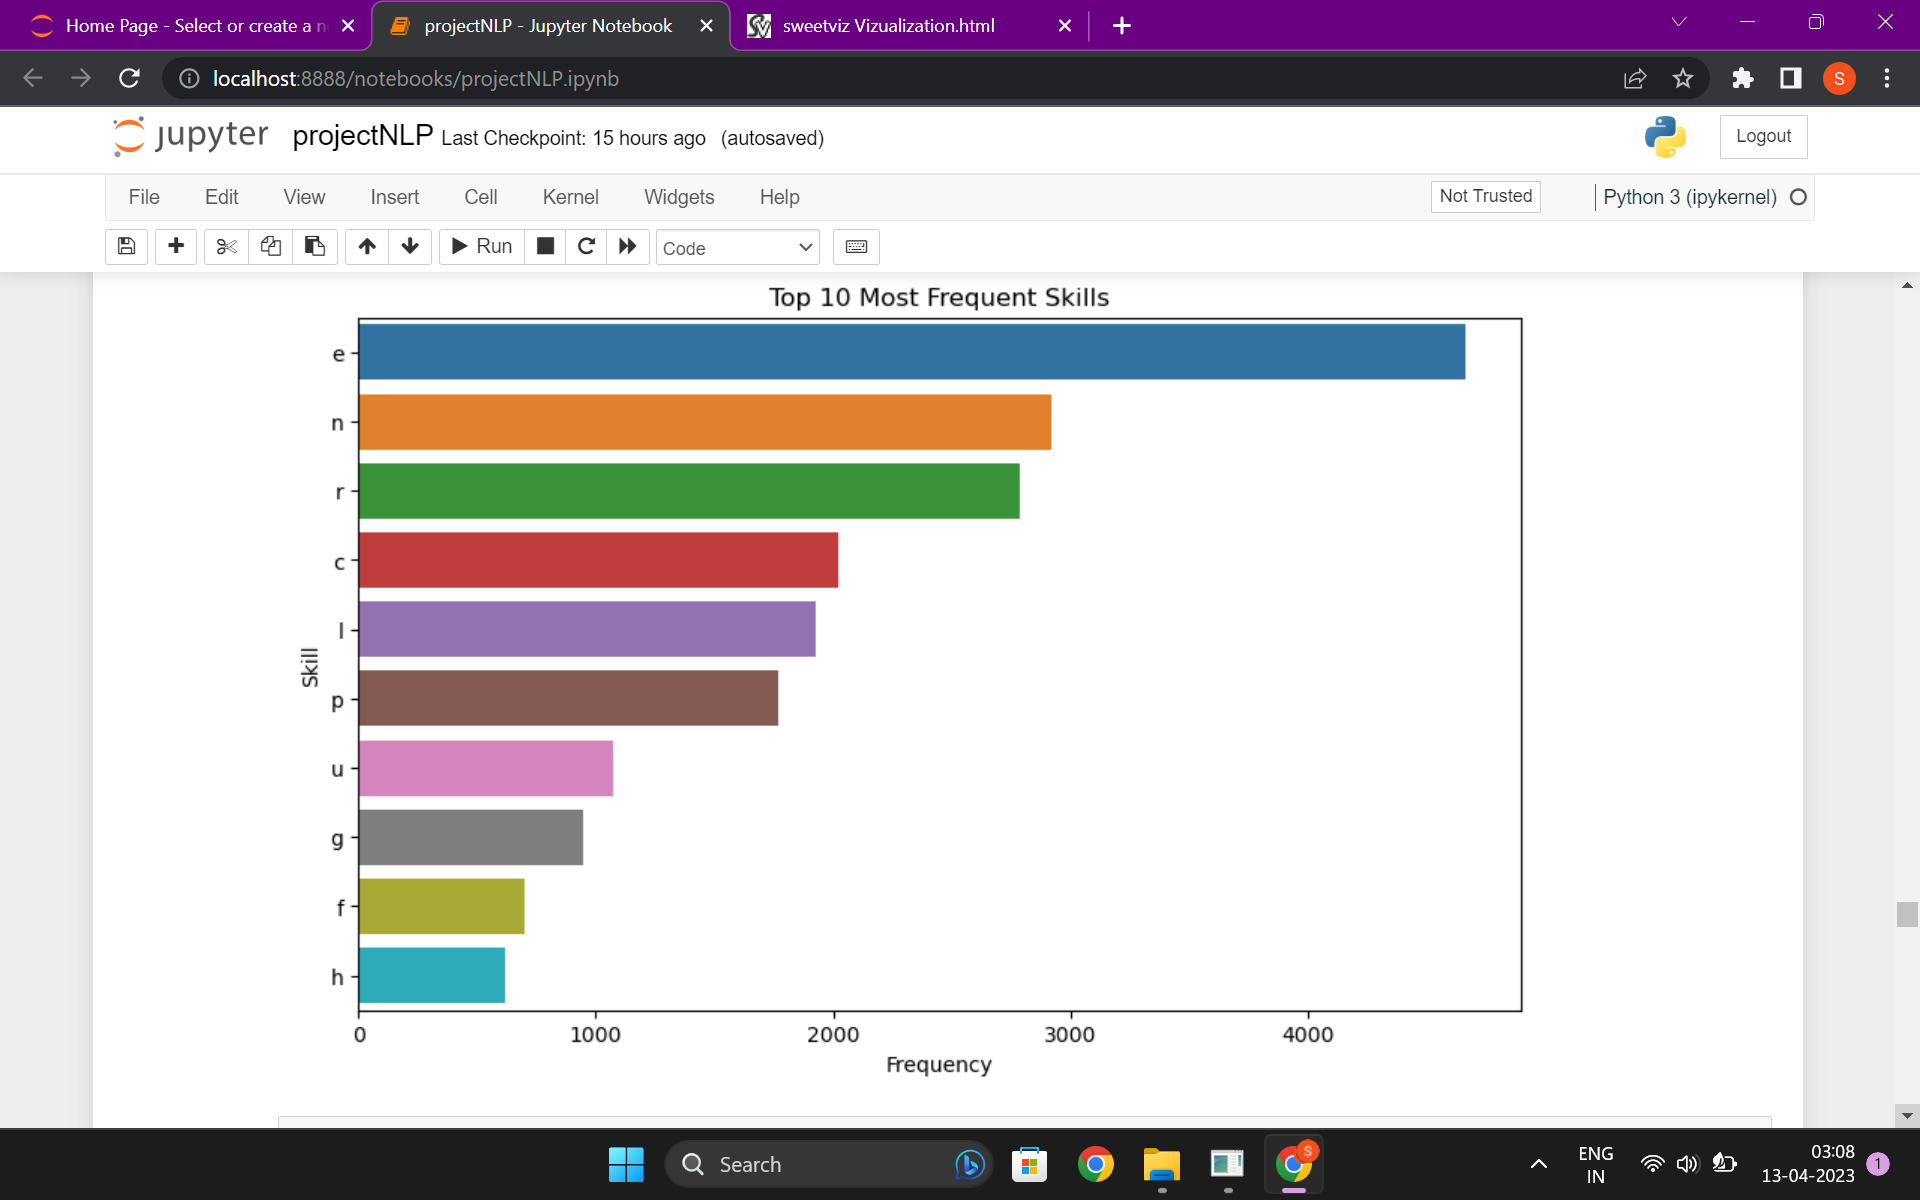 Home Page - Select or create a n
projectNLP - Jupyter Notebook
sweetviz Vizualization.html
localhost:8888/notebooks/projectNLP.ipynb
S
jupyter projectNLP Last Checkpoint: 15 hours ago (autosaved)
Logout
File Edit View Insert Cell Kernel Widgets Help
Not Trusted
Python 3 (ipykernel)
Run
Code
Top 10 Most Frequent Skills
e
n
r
c
l
p
u
g
f
h
Skill
0 1000 2000 3000 4000
Frequency
Search
S
ENG
IN
03:08
13-04-2023
1